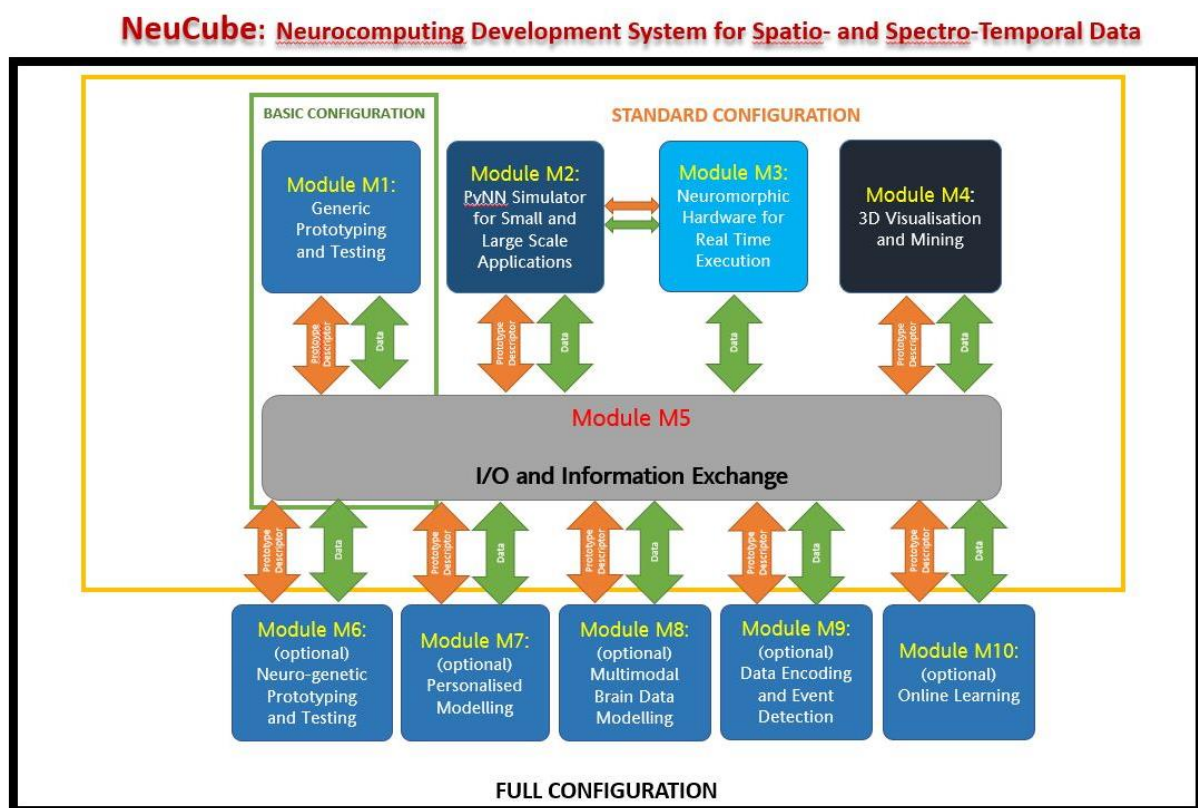 NeuCube: Neurocomputing Development System for Spatio- and Spectro-Temporal Data
BASIC CONFIGURATION
STANDARD CONFIGURATION
Module M1:
Generic
Prototyping
and Testing
Module M2:
PyNN Simulator
for Small and
Large Scale
Applications
Module M3:
Neuromorphic
Hardware for
Real Time
Execution
Module M4:
3D Visualisation
and Mining
Prototype
Descriptor
Data
Prototype
Descriptor
Data
Data
Prototype
Descriptor
Data
Module M5
I/O and Information Exchange
Prototype
Descriptor
Data
Prototype
Descriptor
Data
Prototype
Descriptor
Data
Prototype
Descriptor
Data
Prototype
Descriptor
Data
Module M6:
(optional)
Neuro-genetic
Prototyping
and Testing
Module M7:
(optional)
Personalised
Modelling
Module M8:
(optional)
Multimodal
Brain Data
Modelling
Module M9:
(optional)
Data Encoding
and Event
Detection
Module M10:
(optional)
Online Learning
FULL CONFIGURATION